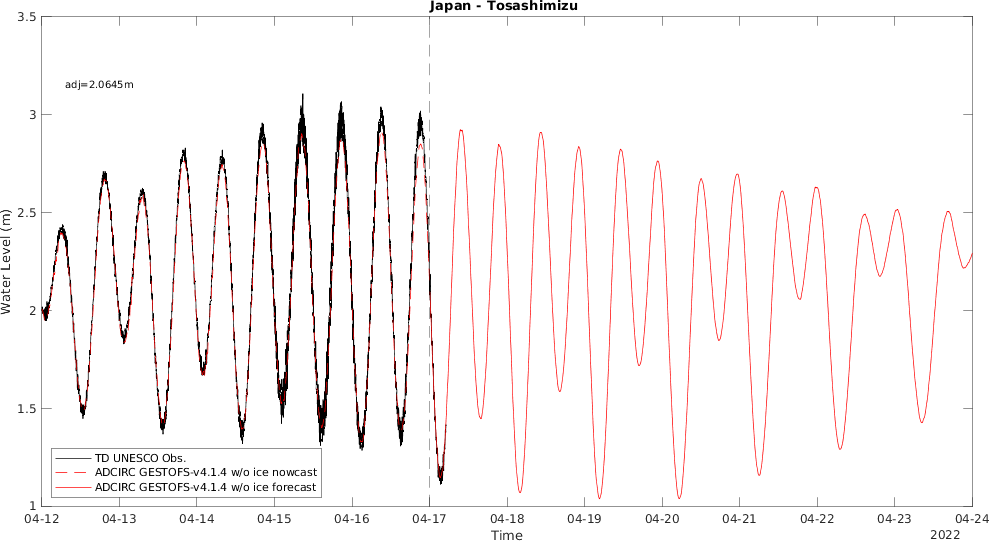 Japan - Tosashimizu
3.5
adj=2.0645m
3
2.5
Water Level (m)
2
1.5
TD UNESCO Obs.
ADCIRC GESTOFS-v4.1.4 w/o ice nowcast
ADCIRC GESTOFS-v4.1.4 w/o ice forecast
1
04-12 04-13 04-14 04-15 04-16 04-17 04-18 04-19 04-20 04-21 04-22 04-23 04-24
Time
2022